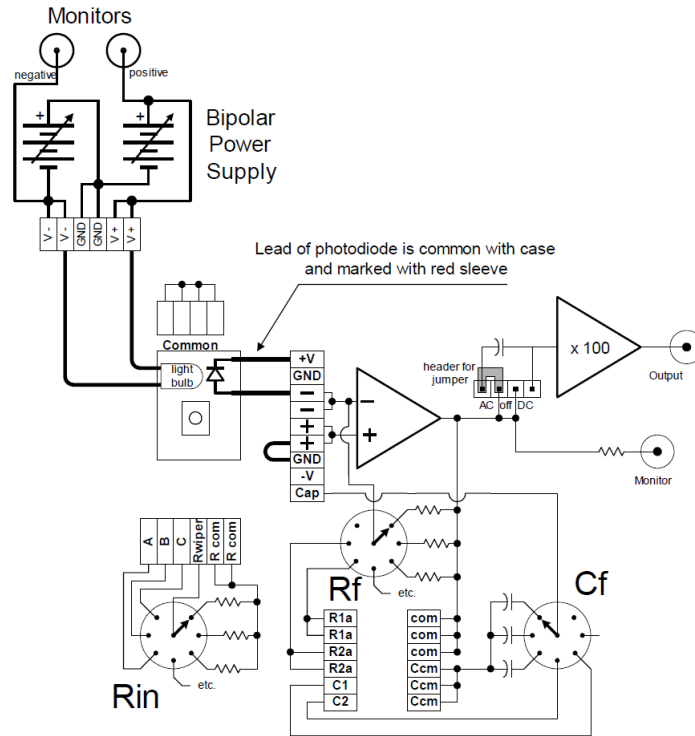 Monitors
negative
positive
+
+
Bipolar
Power
Supply
V -
V -
GND
GND
V +
V +
Lead of photodiode is common with case
and marked with red sleeve
Common
light
bulb
+V
GND
−
−
+
+
GND
-V
Cap
−
+
header for
jumper
AC off DC
x 100
Output
Monitor
A
B
C
Rwiper
R com
R com
etc.
Rin
etc.
Rf
R1a
R1a
R2a
R2a
C1
C2
com
com
com
Ccm
Ccm
Ccm
Cf